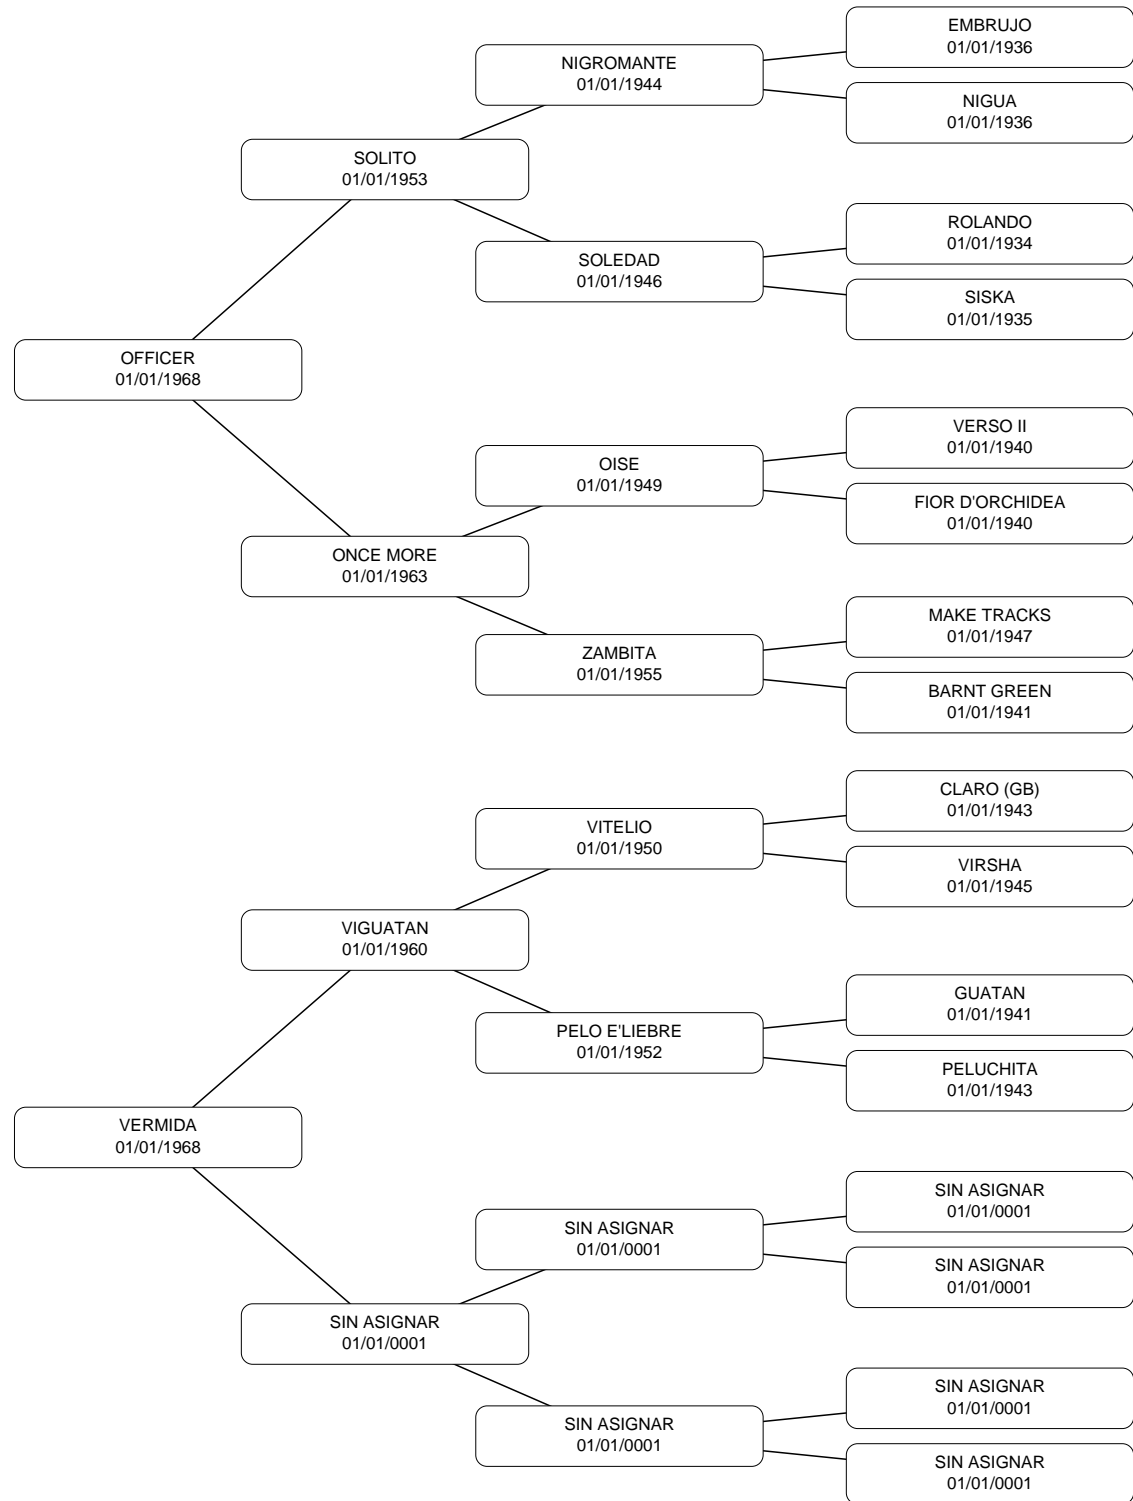 EMBRUJO
01/01/1936
NIGROMANTE
01/01/1944
NIGUA
01/01/1936
SOLITO
01/01/1953
ROLANDO
01/01/1934
SOLEDAD
01/01/1946
SISKA
01/01/1935
OFFICER
01/01/1968
VERSO II
01/01/1940
OISE
01/01/1949
FIOR D'ORCHIDEA
01/01/1940
ONCE MORE
01/01/1963
MAKE TRACKS
01/01/1947
ZAMBITA
01/01/1955
BARNT GREEN
01/01/1941
CLARO (GB)
01/01/1943
VITELIO
01/01/1950
VIRSHA
01/01/1945
VIGUATAN
01/01/1960
GUATAN
01/01/1941
PELO E'LIEBRE
01/01/1952
PELUCHITA
01/01/1943
VERMIDA
01/01/1968
SIN ASIGNAR
01/01/0001
SIN ASIGNAR
01/01/0001
SIN ASIGNAR
01/01/0001
SIN ASIGNAR
01/01/0001
SIN ASIGNAR
01/01/0001
SIN ASIGNAR
01/01/0001
SIN ASIGNAR
01/01/0001